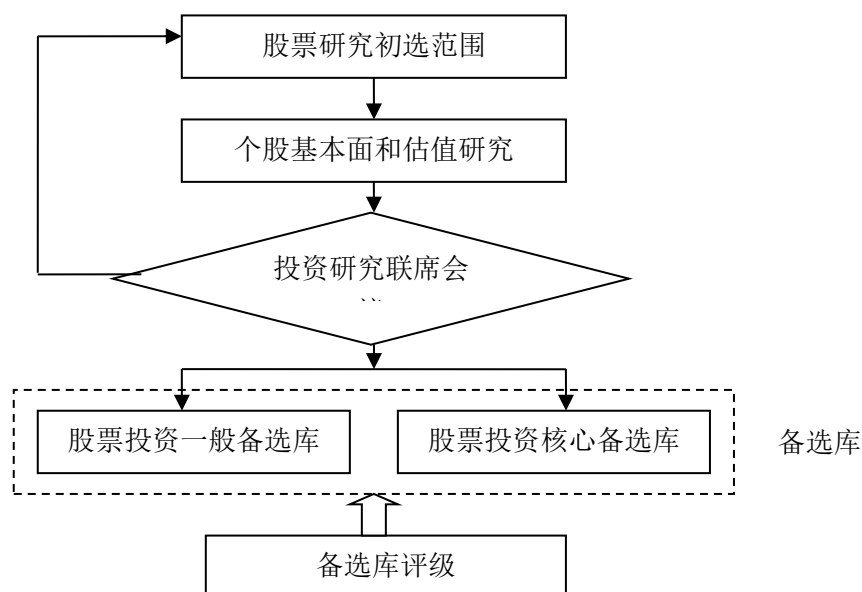 股票研究初选范围
个股基本面和估值研究
投资研究联席会
股票投资一般备选库
股票投资核心备选库
备选库
备选库评级